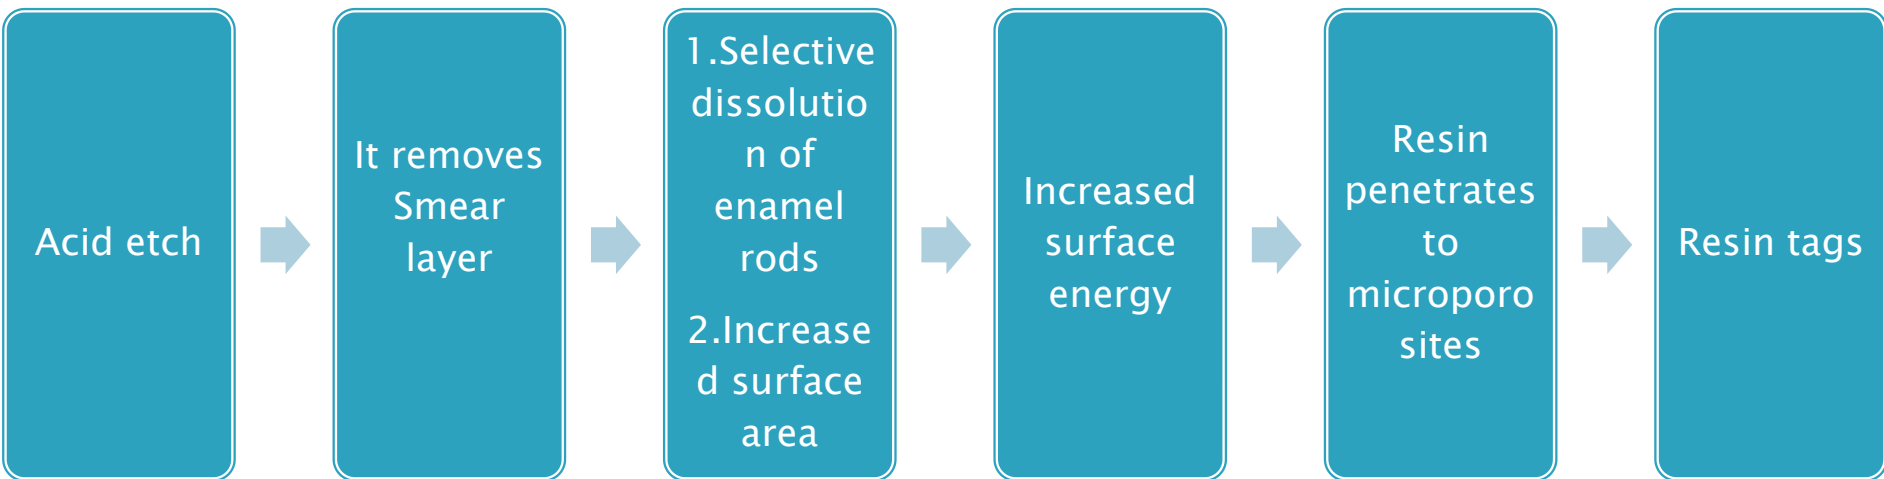 Acid etch
It removes
Smear
layer
1.Selective
dissolutio
n of
enamel
rods
2.Increase
d surface
area
Increased
surface
energy
Resin
penetrates
to
microporo
sites
Resin tags